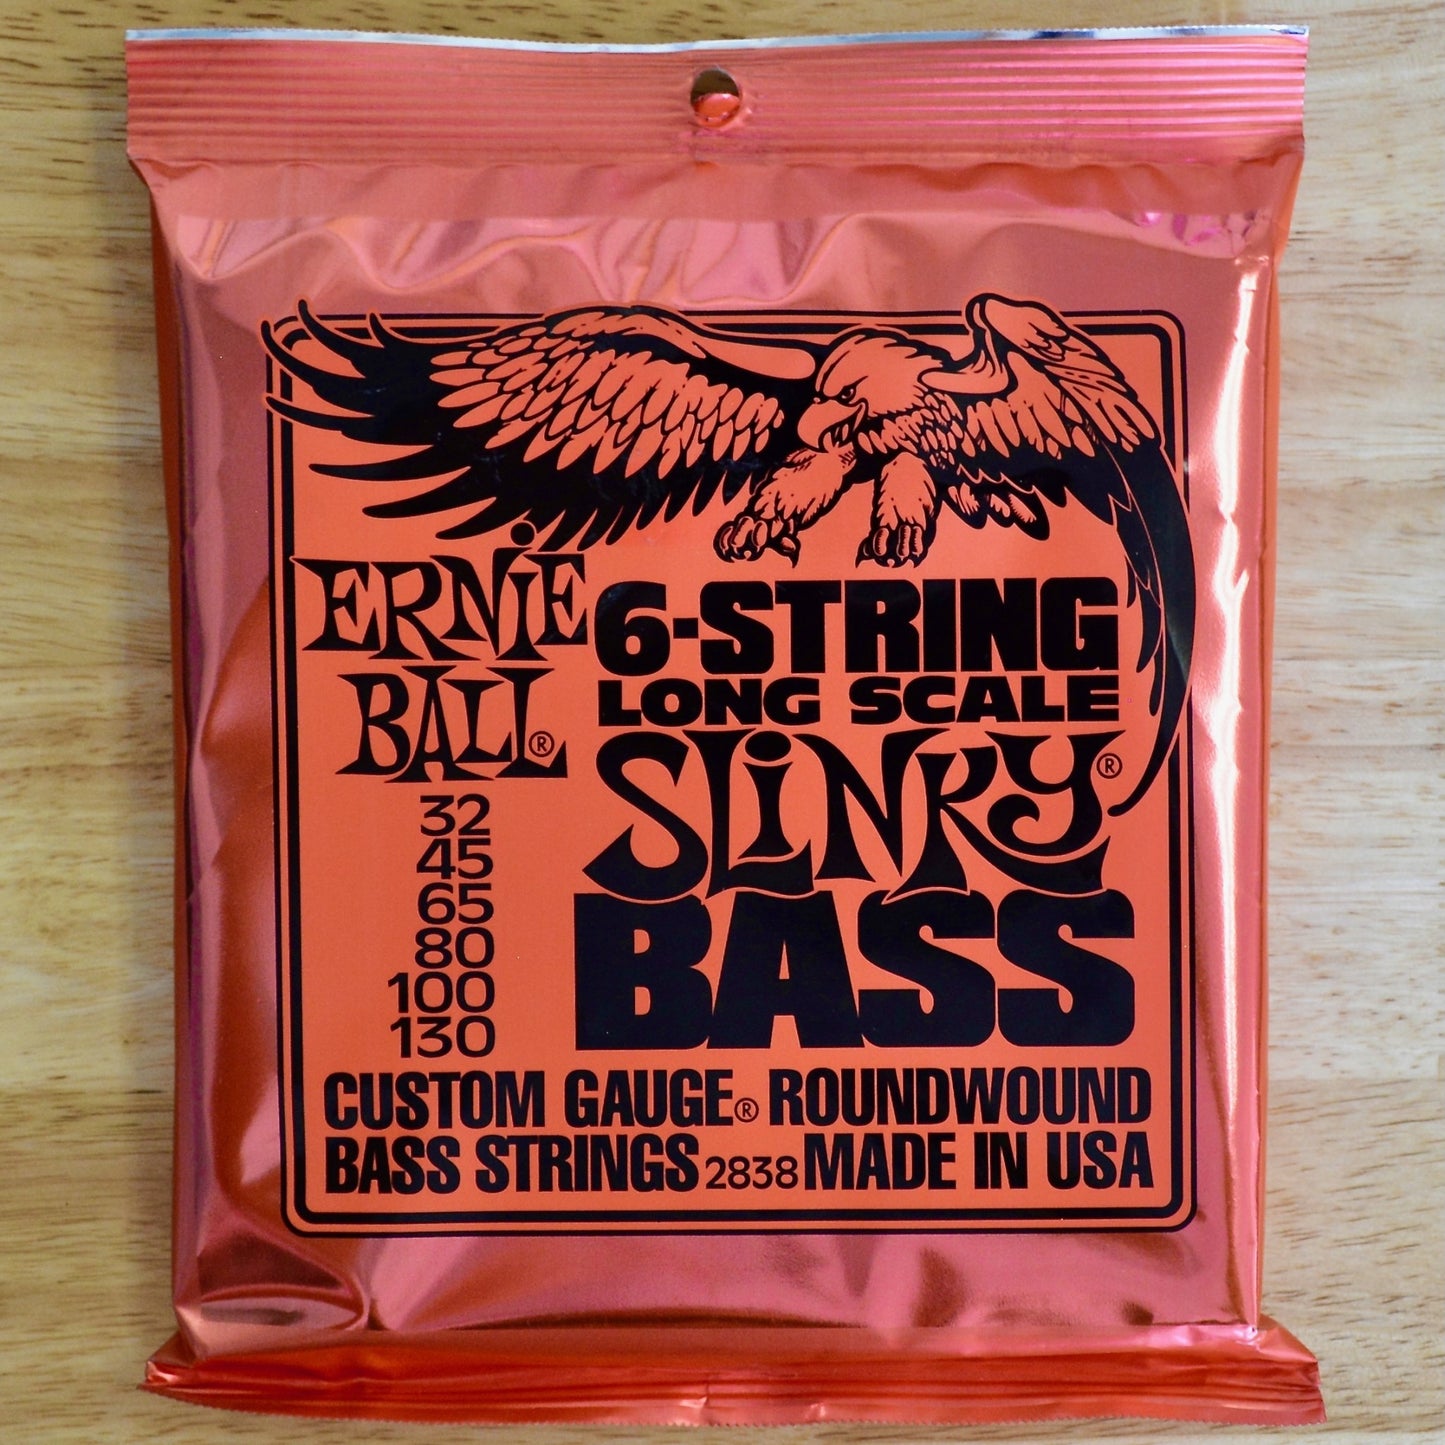 ERNiE
BALL®
6-STRING
LONG SCALE
SLiNKY®
BASS
32
45
65
80
100
130
CUSTOM GAUGE® ROUNDWOUND
BASS STRINGS 2838 MADE IN USA